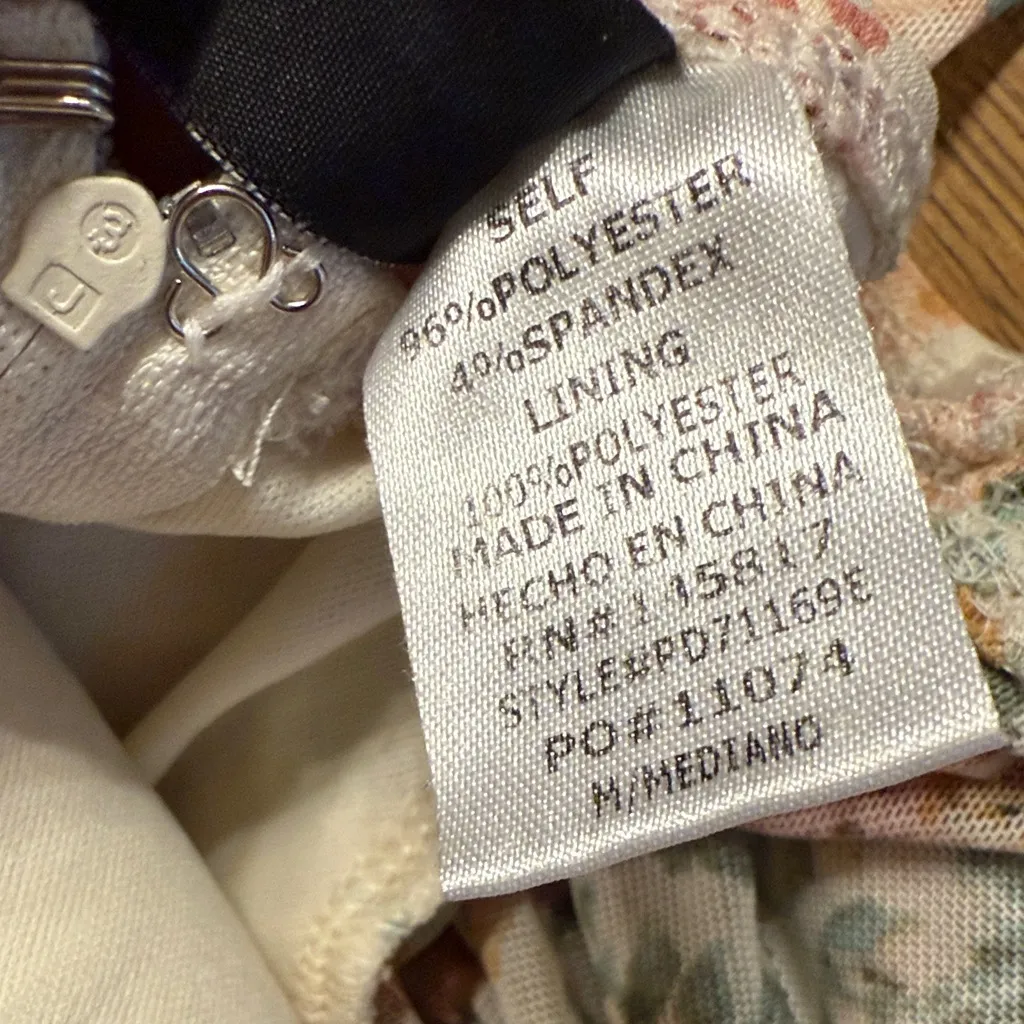 SELF
96%POLYESTER
4%SPANDEX
LINING
100%POLYESTER
MADE IN CHINA
HECHO EN CHINA
RN#145817
STYLE#PD71169E
PO#11074
M/MEDIANO